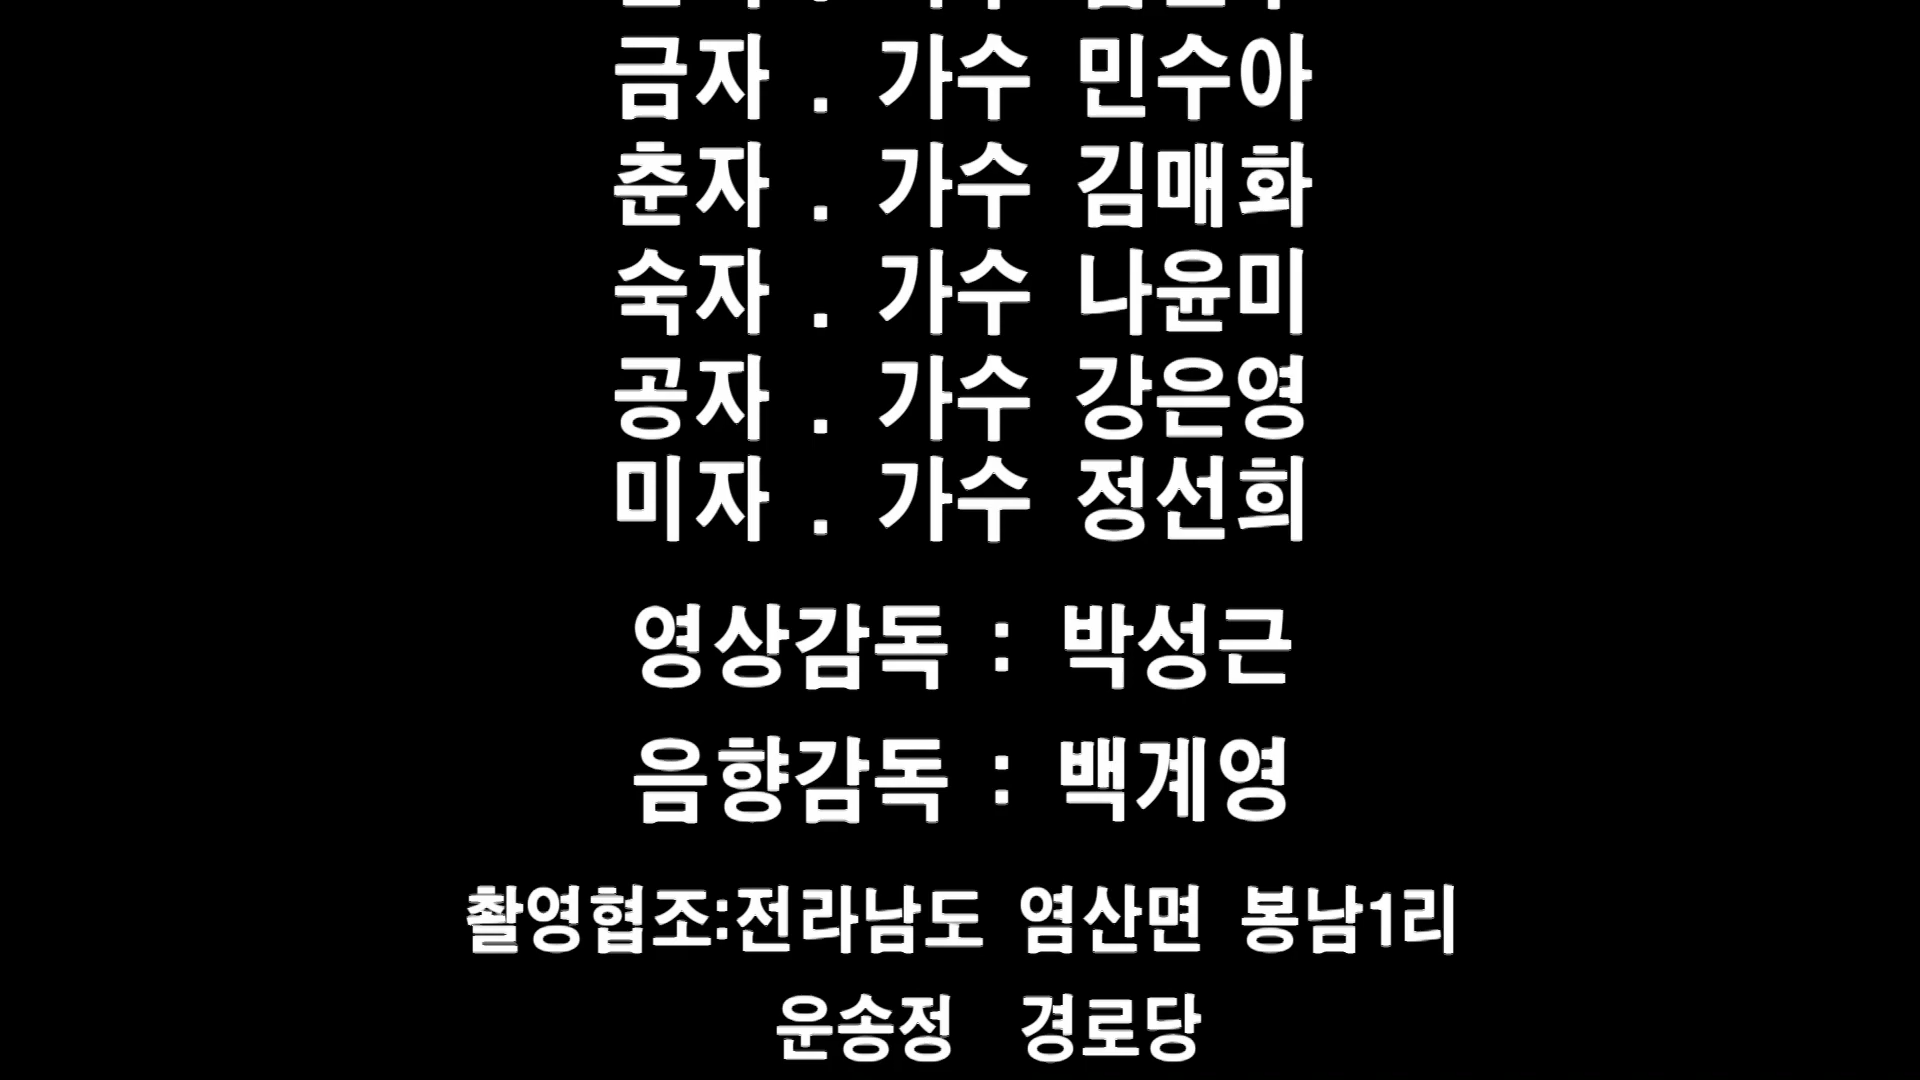 금자 . 가수 민수아
춘자 . 가수 김매화
숙자 . 가수 나윤미
공자 . 가수 강은영
미자 . 가수 정선희
영상감독 : 박성근
음향감독 : 백계영
촬영협조:전라남도 염산면 봉남1리
운송정 경로당